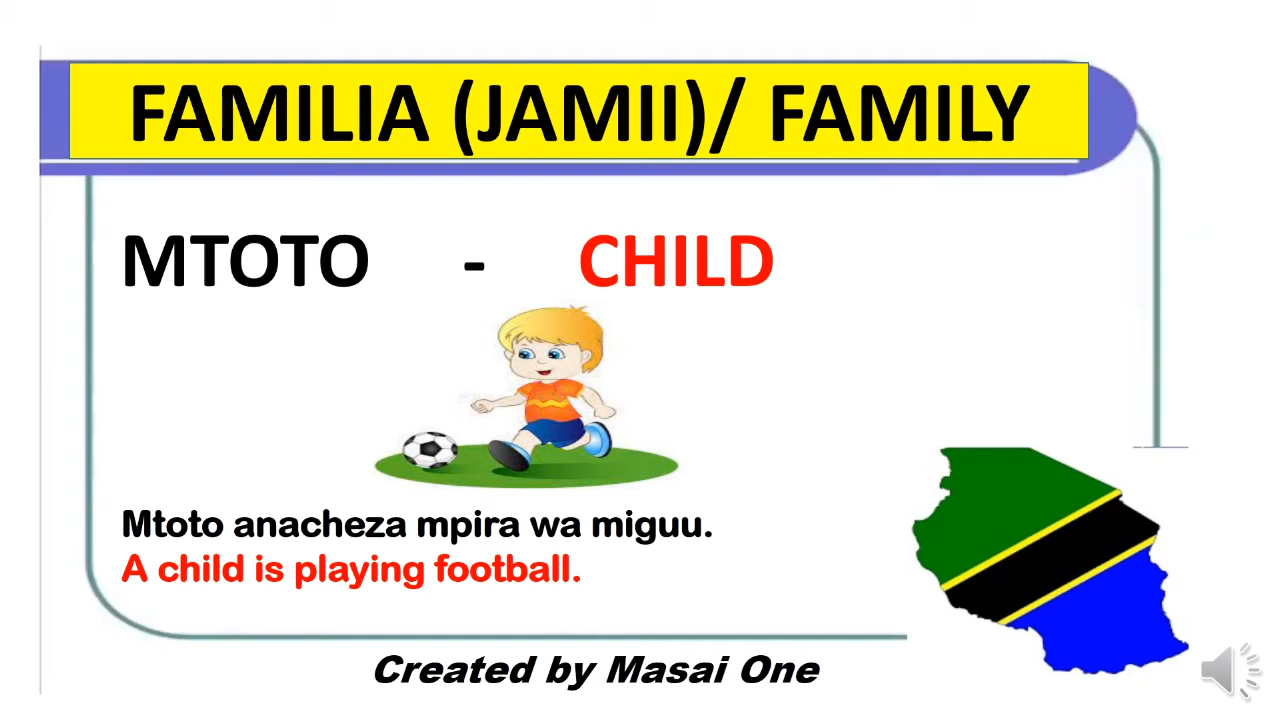 FAMILIA (JAMII)/ FAMILY
MTOTO - CHILD
Mtoto anacheza mpira wa miguu.
A child is playing football.
Created by Masai One